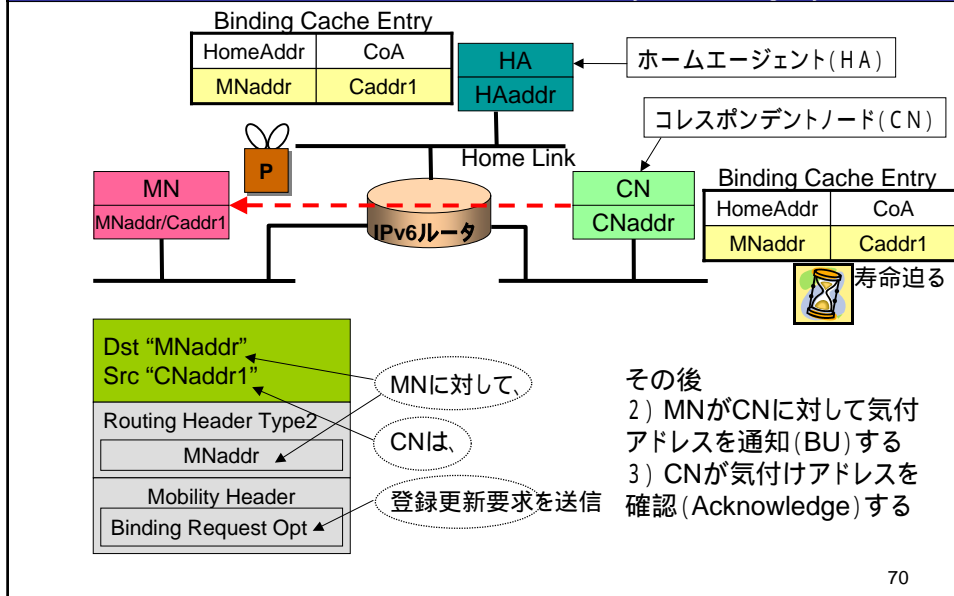 Binding Cache Entry
HomeAddr CoA
MNaddr Caddr1
HA
HAaddr
ホームエージェント(HA)
コレスポンデントノード(CN)
Home Link
P
MN
MNaddr/Caddr1
IPv6ルータ
CN
CNaddr
Binding Cache Entry
HomeAddr CoA
MNaddr Caddr1
寿命迫る
Dst “MNaddr”
Src “CNaddr1”
Routing Header Type2
MNaddr
Mobility Header
Binding Request Opt
MNに対して、
CNは、
登録更新要求を送信
その後
2) MNがCNに対して気付
アドレスを通知(BU)する
3) CNが気付けアドレスを
確認(Acknowledge)する
70